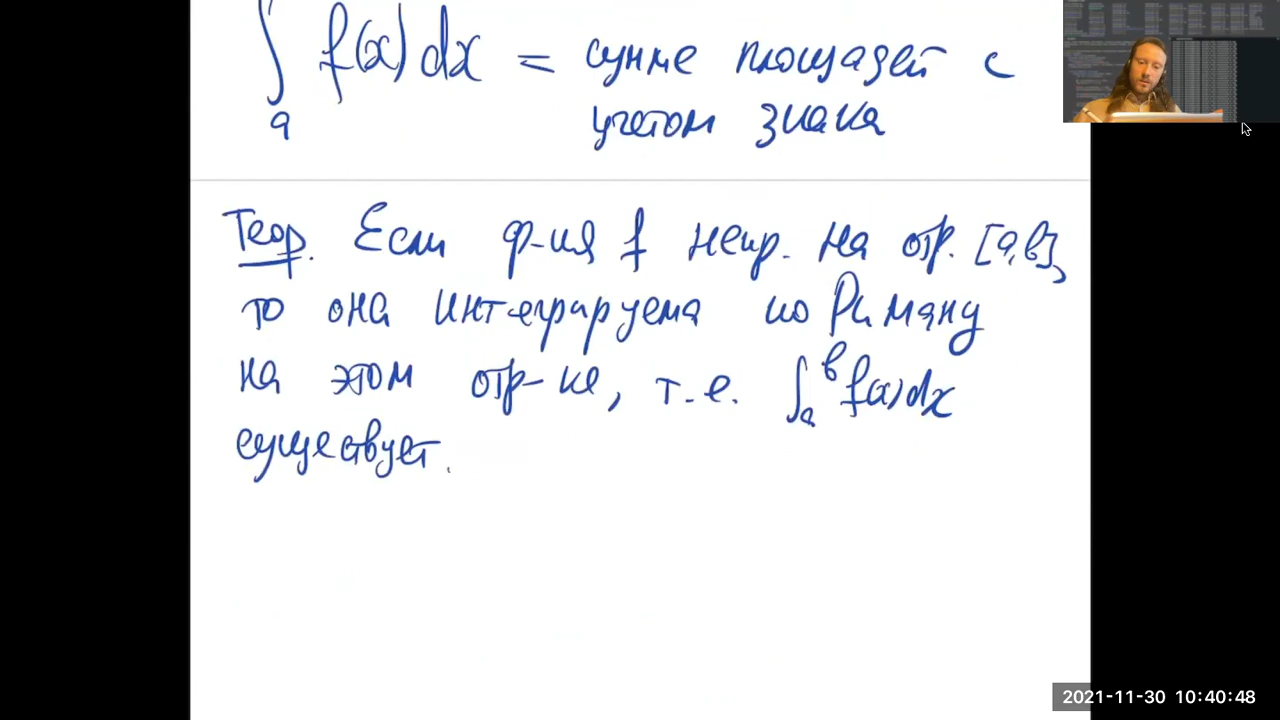 ∫ f(x) dx = сумме площадей с
a учетом знака
Теор. Если ф-ия f непр. на отр. [a,b],
то она интегрируема по Риману
на этом отр-ке, т.е. ∫ₐᵇ f(x)dx
существует.
2021-11-30 10:40:48